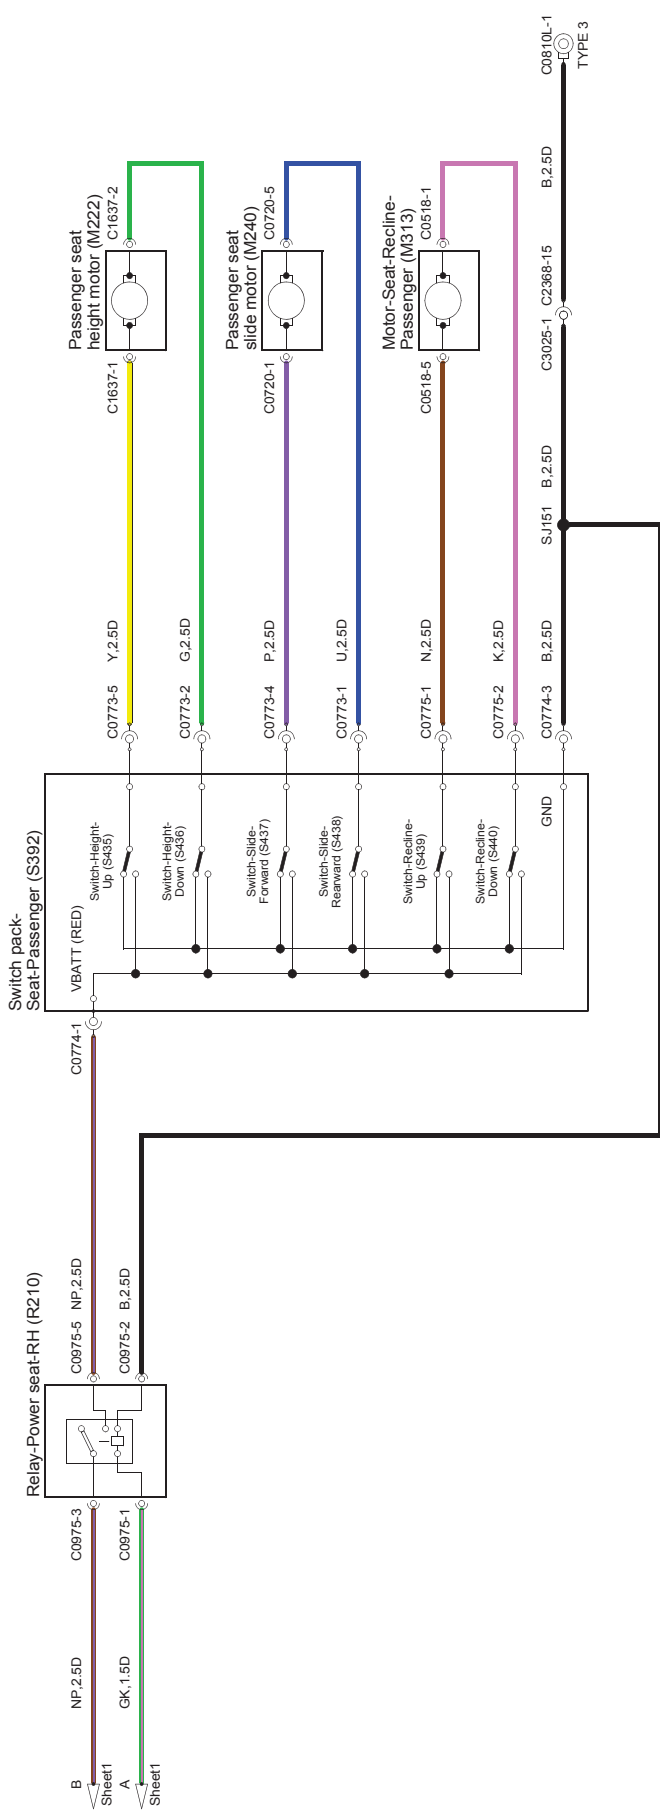 C0810L-1
TYPE 3
B,2.5D
C2368-15
C3025-1
B,2.5D
SJ151
B,2.5D
C0774-3
GND
Passenger seat
height motor (M222)
C1637-2
C1637-1
Y,2.5D
G,2.5D
C0773-5
C0773-2
Passenger seat
slide motor (M240)
C0720-5
C0720-1
P,2.5D
U,2.5D
C0773-4
C0773-1
Motor-Seat-Recline-
Passenger (M313)
C0518-1
C0518-5
N,2.5D
K,2.5D
C0775-1
C0775-2
Switch pack-
Seat-Passenger (S392)
Switch-Height-
Up (S435)
Switch-Height-
Down (S436)
Switch-Slide-
Forward (S437)
Switch-Slide-
Rearward (S438)
Switch-Recline-
Up (S439)
Switch-Recline-
Down (S440)
VBATT (RED)
C0774-1
NP,2.5D
B,2.5D
C0975-5
C0975-2
Relay-Power seat-RH (R210)
C0975-3
C0975-1
NP,2.5D
GK,1.5D
B
Sheet1
A
Sheet1